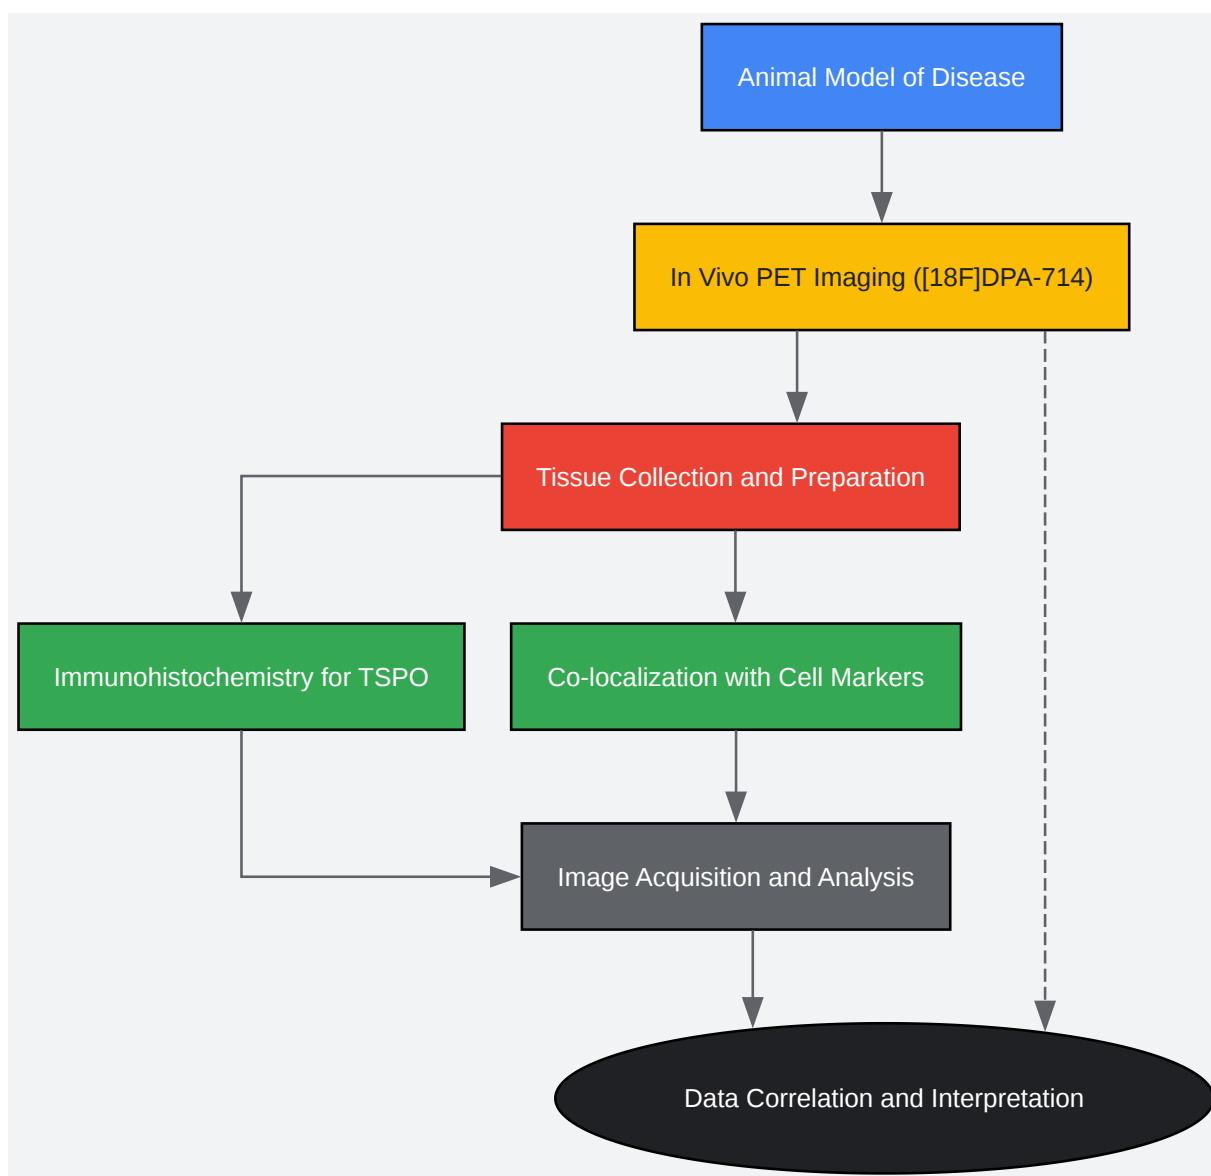 Animal Model of Disease
In Vivo PET Imaging ([18F]DPA-714)
Tissue Collection and Preparation
Immunohistochemistry for TSPO
Co-localization with Cell Markers
Image Acquisition and Analysis
Data Correlation and Interpretation